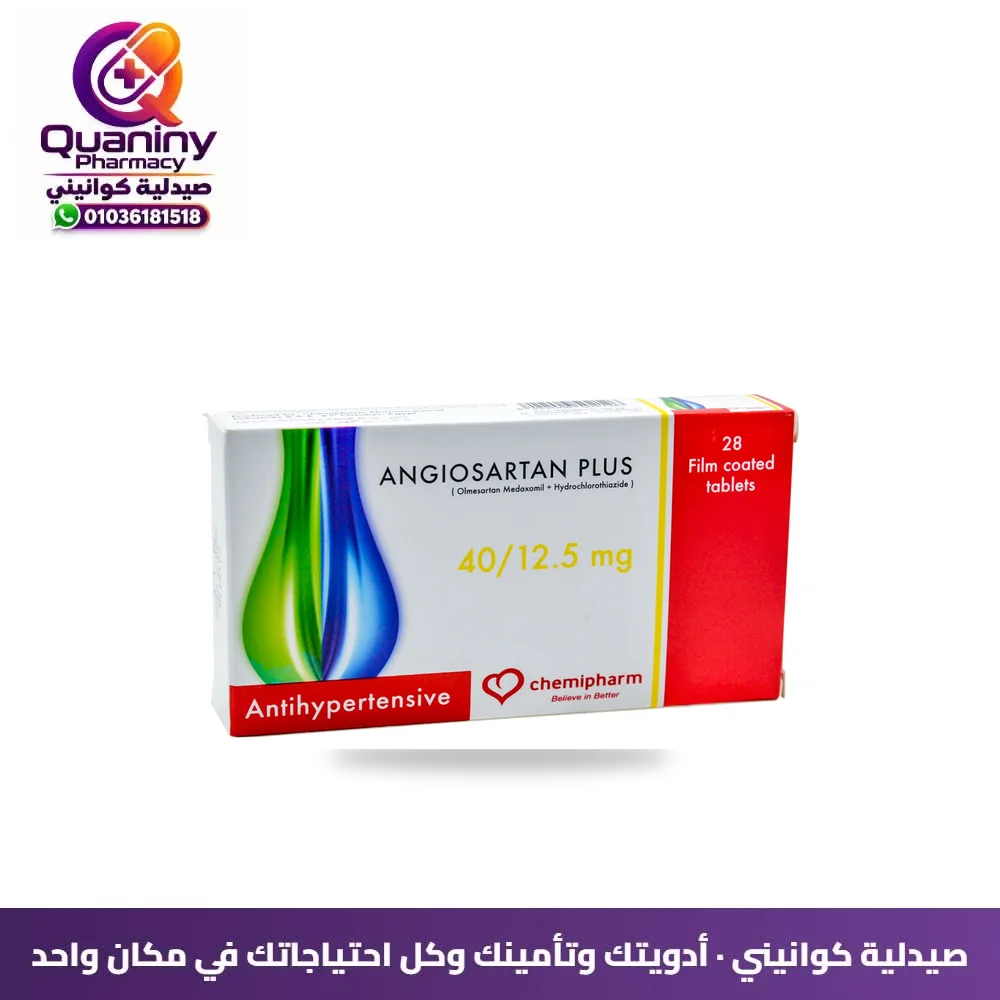 Quaniny
Pharmacy
صيدلية كوانيني
01036181518
28
Film coated
tablets
ANGIOSARTAN PLUS
( Olmesartan Medoxomil + Hydrochlorothiazide )
40/12.5 mg
chemipharm
Believe in Better
Antihypertensive
صيدلية كوانيني · أدويتك وتأمينك وكل احتياجاتك في مكان واحد